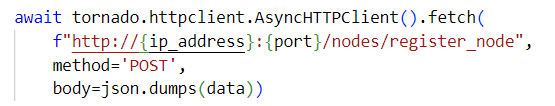 await tornado.httpclient.AsyncHTTPClient().fetch(
    f"http://{ip_address}:{port}/nodes/register_node",
    method='POST',
    body=json.dumps(data))